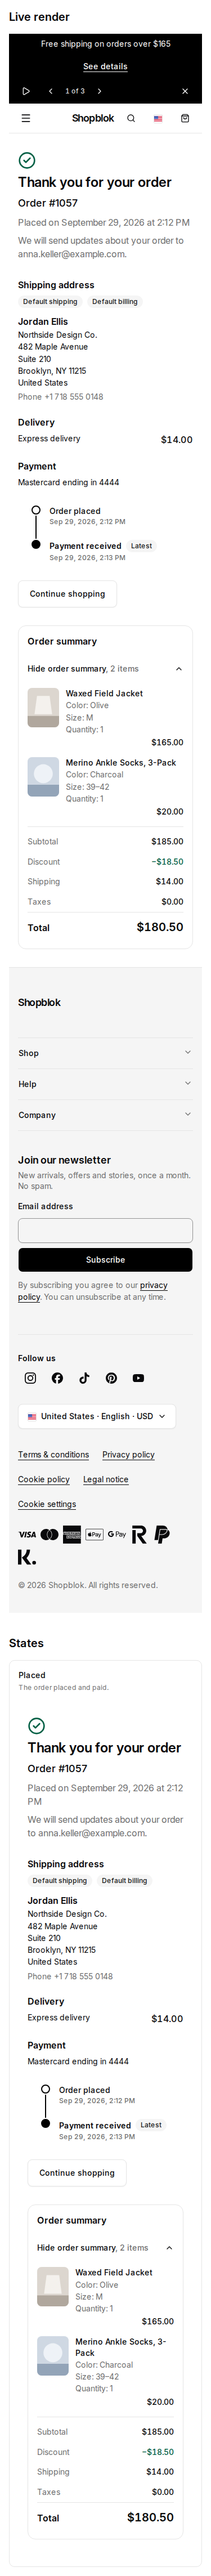 Live render
Free shipping on orders over $165
See details
1 of 3
Shopblok
Thank you for your order
Order #1057
Placed on September 29, 2026 at 2:12 PM
We will send updates about your order to
anna.keller@example.com.
Shipping address
Default shipping Default billing
Jordan Ellis
Northside Design Co.
482 Maple Avenue
Suite 210
Brooklyn, NY 11215
United States
Phone +1 718 555 0148
Delivery
Express delivery $14.00
Payment
Mastercard ending in 4444
Order placed
Sep 29, 2026, 2:12 PM
Payment received Latest
Sep 29, 2026, 2:13 PM
Continue shopping
Order summary
Hide order summary, 2 items
Waxed Field Jacket
Color: Olive
Size: M
Quantity: 1
$165.00
Merino Ankle Socks, 3-Pack
Color: Charcoal
Size: 39–42
Quantity: 1
$20.00
Subtotal $185.00
Discount −$18.50
Shipping $14.00
Taxes $0.00
Total $180.50
Shopblok
Shop
Help
Company
Join our newsletter
New arrivals, offers and stories, once a month.
No spam.
Email address
Subscribe
By subscribing you agree to our privacy
policy. You can unsubscribe at any time.
Follow us
United States · English · USD
Terms & conditions Privacy policy
Cookie policy Legal notice
Cookie settings
VISA Pay G Pay
K.
© 2026 Shopblok. All rights reserved.
States
Placed
The order placed and paid.
Thank you for your order
Order #1057
Placed on September 29, 2026 at 2:12
PM
We will send updates about your order
to anna.keller@example.com.
Shipping address
Default shipping Default billing
Jordan Ellis
Northside Design Co.
482 Maple Avenue
Suite 210
Brooklyn, NY 11215
United States
Phone +1 718 555 0148
Delivery
Express delivery $14.00
Payment
Mastercard ending in 4444
Order placed
Sep 29, 2026, 2:12 PM
Payment received Latest
Sep 29, 2026, 2:13 PM
Continue shopping
Order summary
Hide order summary, 2 items
Waxed Field Jacket
Color: Olive
Size: M
Quantity: 1
$165.00
Merino Ankle Socks, 3-
Pack
Color: Charcoal
Size: 39–42
Quantity: 1
$20.00
Subtotal $185.00
Discount −$18.50
Shipping $14.00
Taxes $0.00
Total $180.50